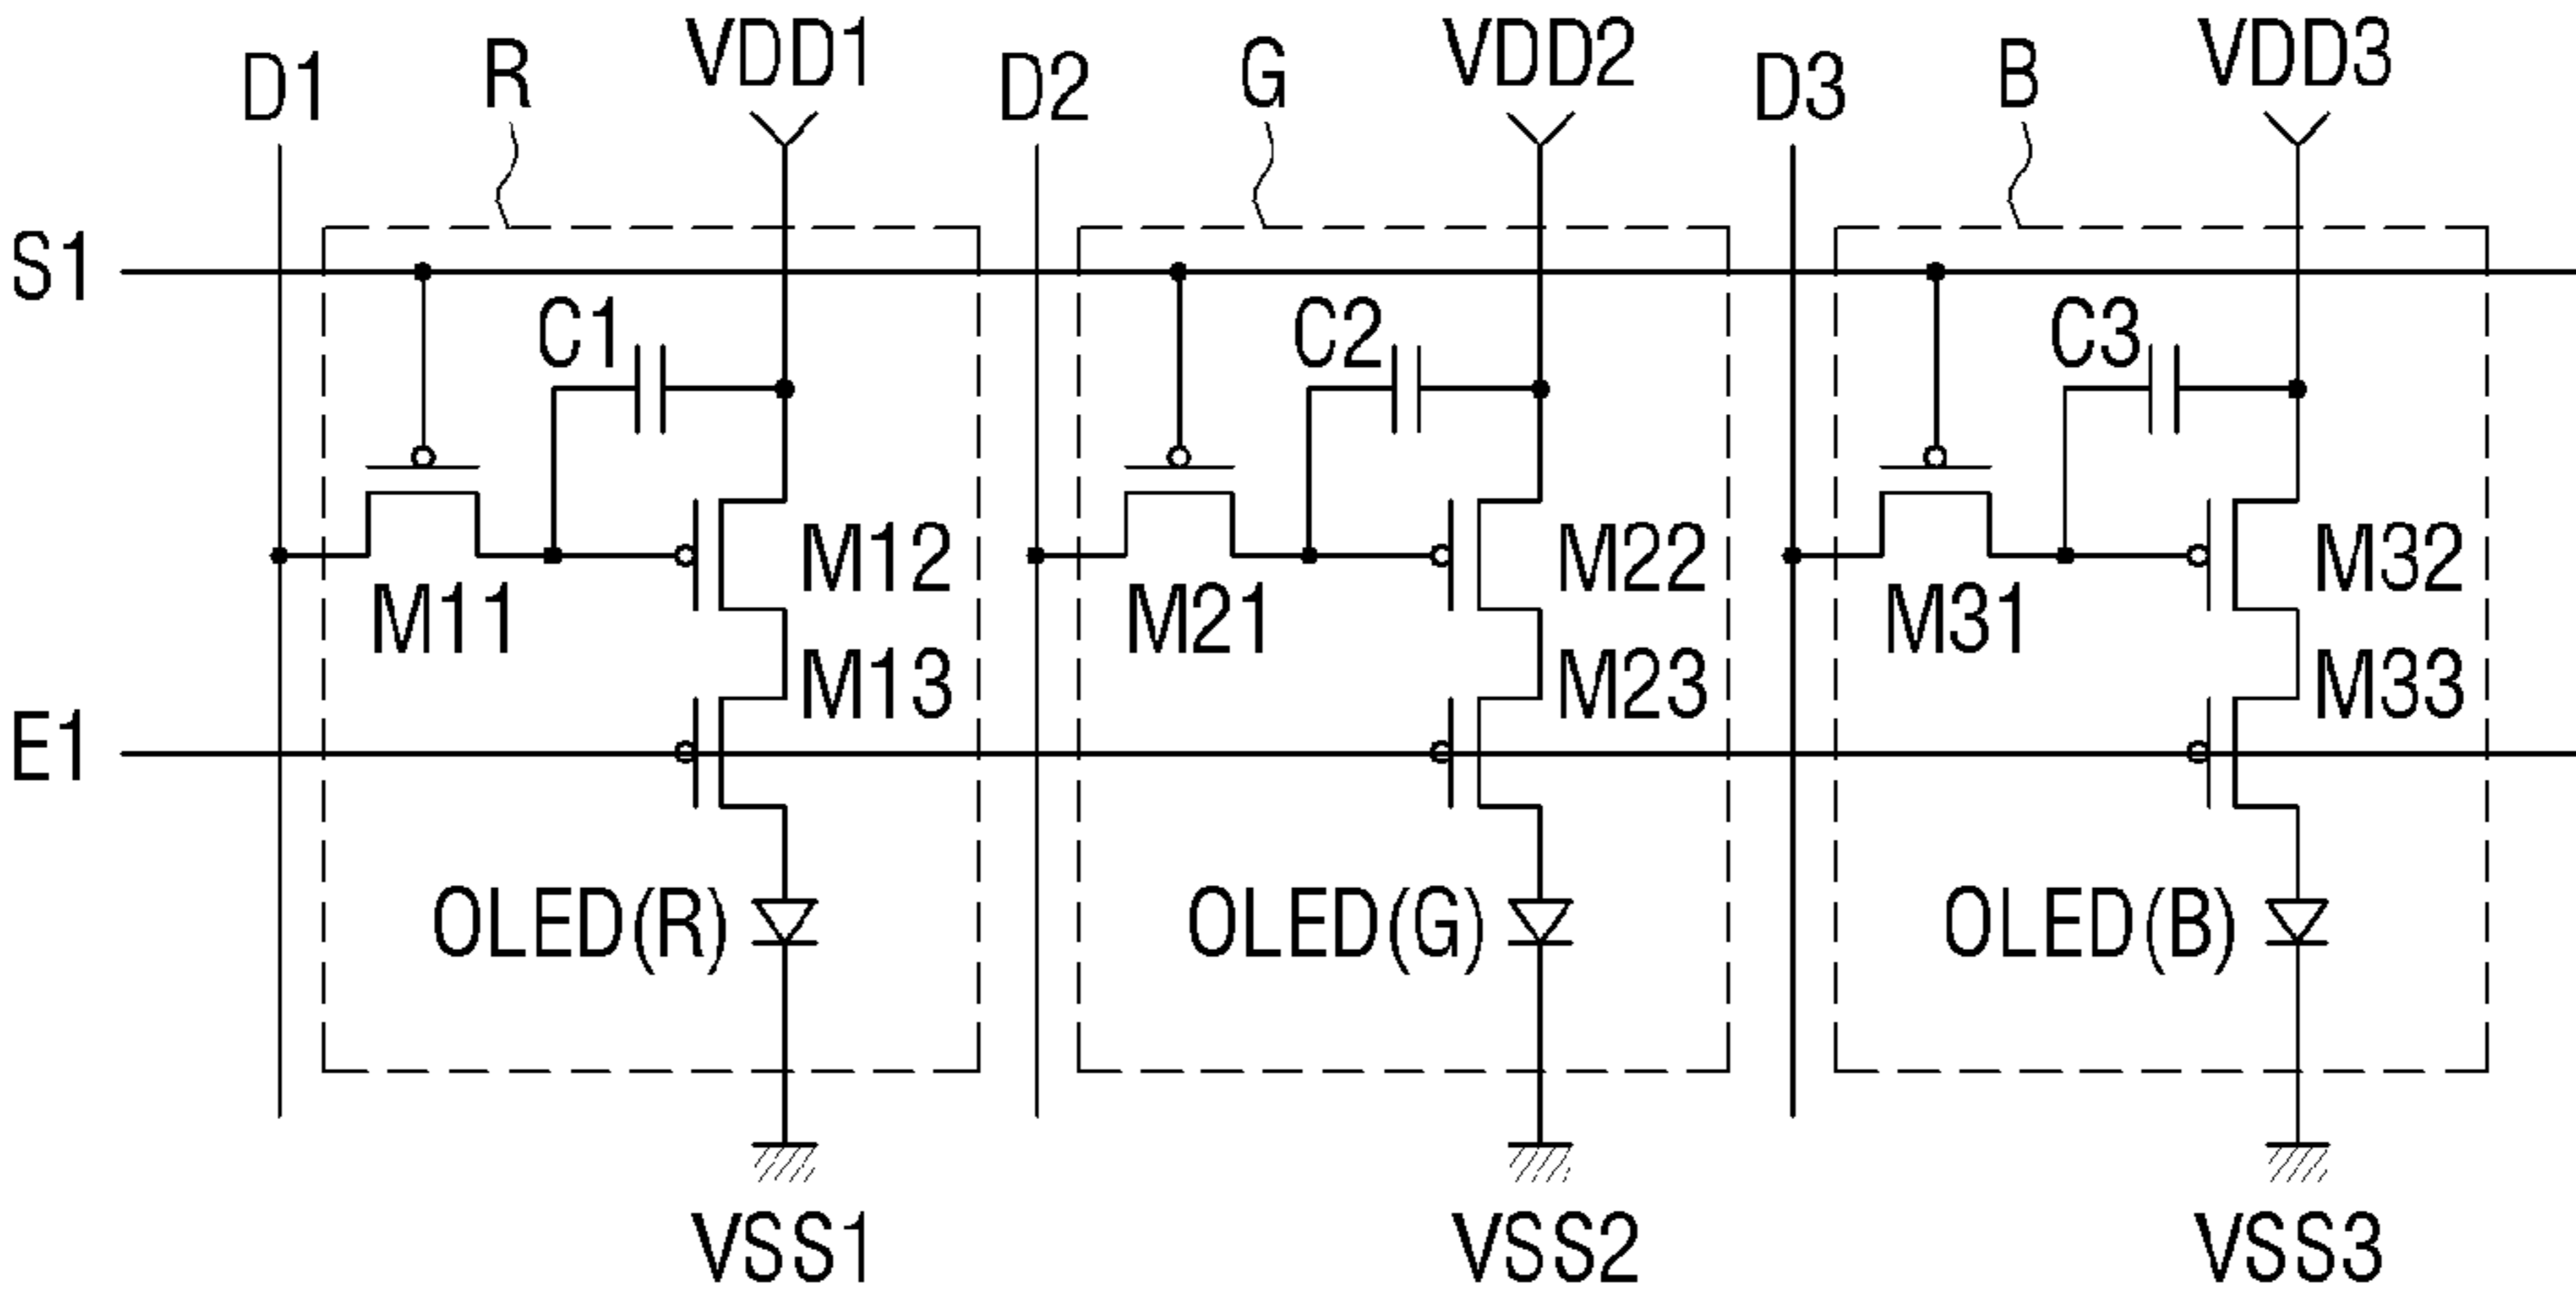 D1 R VDD1 D2 G VDD2 D3 B VDD3
S1
C1 C2 C3
M12 M22 M32
M11 M21 M31
M13 M23 M33
E1
OLED(R) OLED(G) OLED(B)
VSS1 VSS2 VSS3